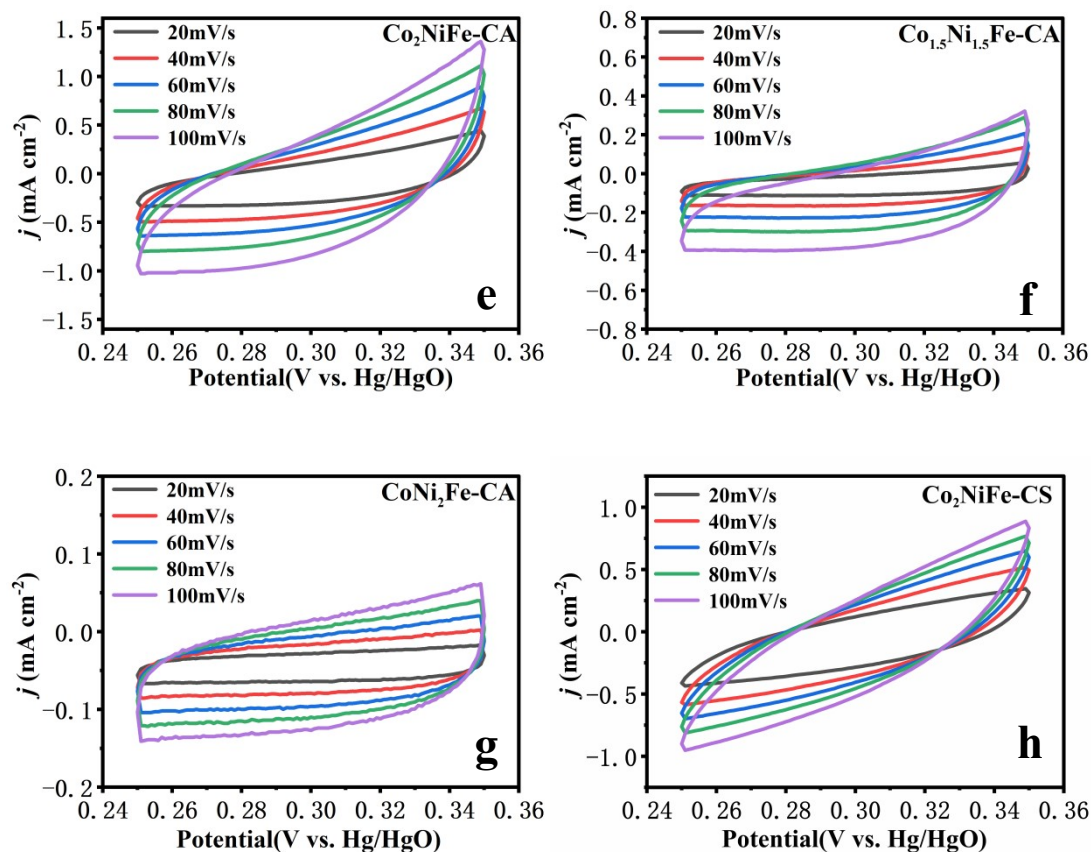 Co₂NiFe-CA
20mV/s
40mV/s
60mV/s
80mV/s
100mV/s
1.5
1.0
0.5
0.0
−0.5
−1.0
−1.5
j (mA cm⁻²)
e
0.24 0.26 0.28 0.30 0.32 0.34 0.36
Potential(V vs. Hg/HgO)
Co₁.₅Ni₁.₅Fe-CA
20mV/s
40mV/s
60mV/s
80mV/s
100mV/s
0.8
0.6
0.4
0.2
0.0
−0.2
−0.4
−0.6
−0.8
j (mA cm⁻²)
f
0.24 0.26 0.28 0.30 0.32 0.34 0.36
Potential(V vs. Hg/HgO)
CoNi₂Fe-CA
20mV/s
40mV/s
60mV/s
80mV/s
100mV/s
0.2
0.1
0.0
−0.1
−0.2
j (mA cm⁻²)
g
0.24 0.26 0.28 0.30 0.32 0.34 0.36
Potential(V vs. Hg/HgO)
Co₂NiFe-CS
20mV/s
40mV/s
60mV/s
80mV/s
100mV/s
1.0
0.5
0.0
−0.5
−1.0
j (mA cm⁻²)
h
0.24 0.26 0.28 0.30 0.32 0.34 0.36
Potential(V vs. Hg/HgO)